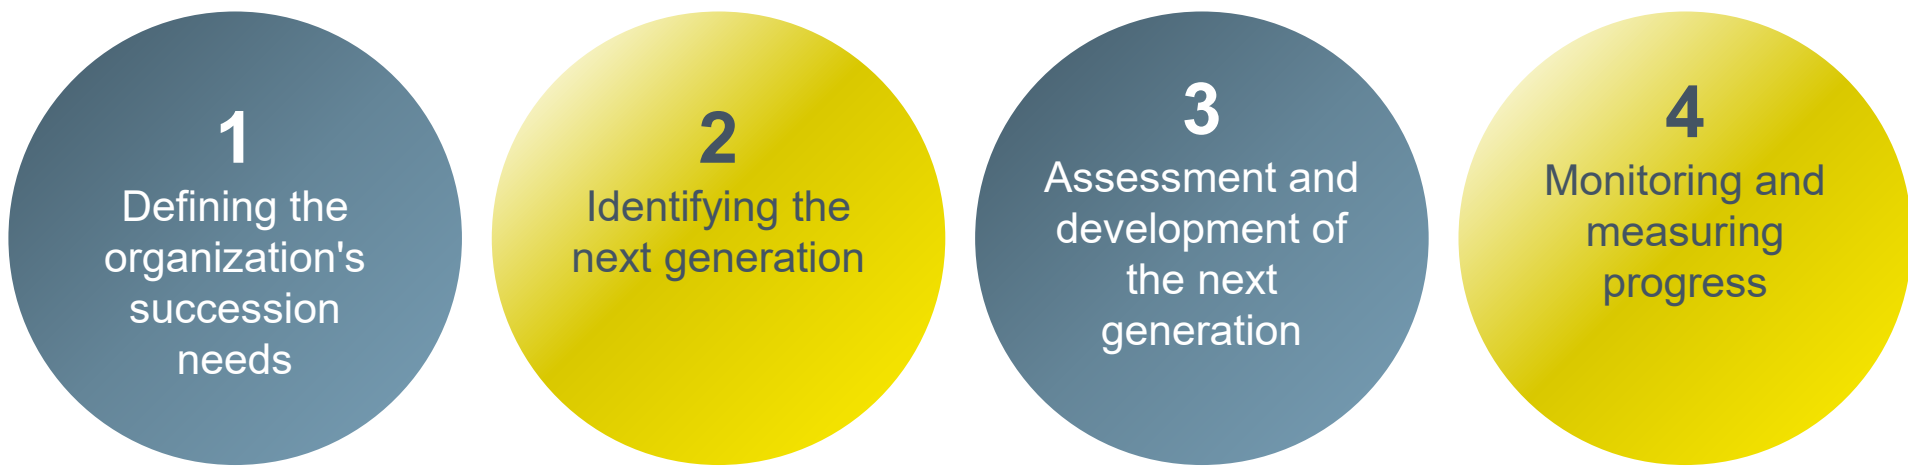 1
Defining the
organization's
succession
needs
2
Identifying the
next generation
3
Assessment and
development of
the next
generation
4
Monitoring and
measuring
progress